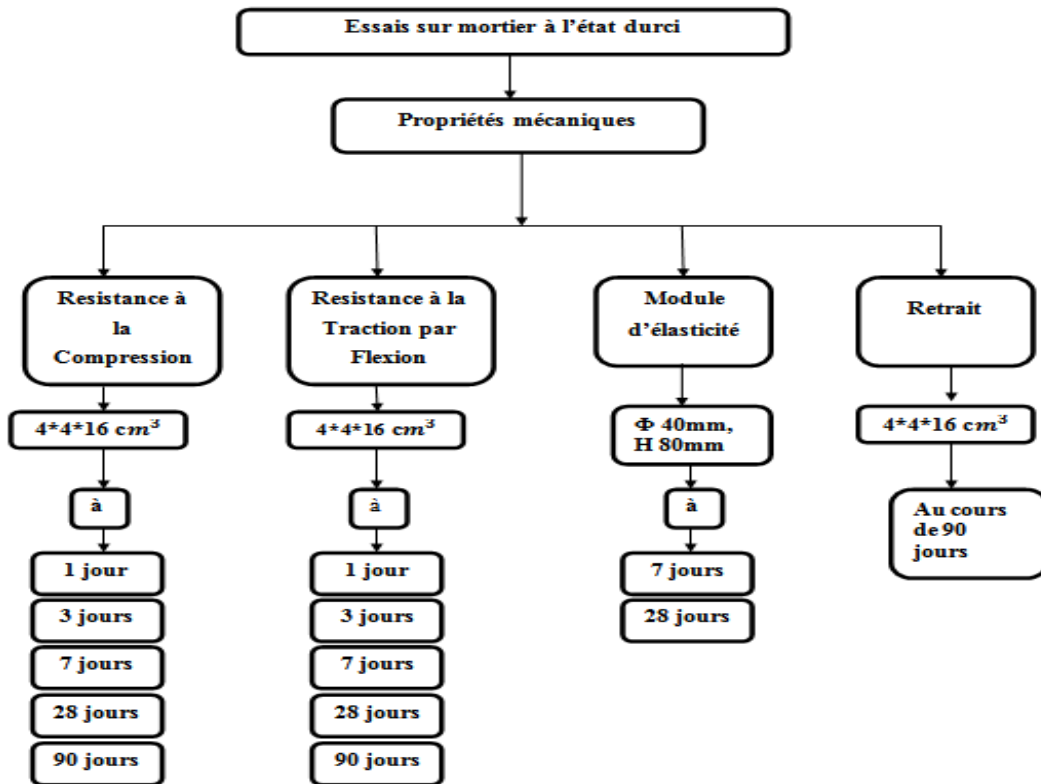 Essais sur mortier à l'état durci
Propriétés mécaniques
Resistance à
la
Compression
4*4*16 cm³
à
1 jour
3 jours
7 jours
28 jours
90 jours
Resistance à la
Traction par
Flexion
4*4*16 cm³
à
1 jour
3 jours
7 jours
28 jours
90 jours
Module
d'élasticité
Φ 40mm,
H 80mm
à
7 jours
28 jours
Retrait
4*4*16 cm³
Au cours
de 90
jours